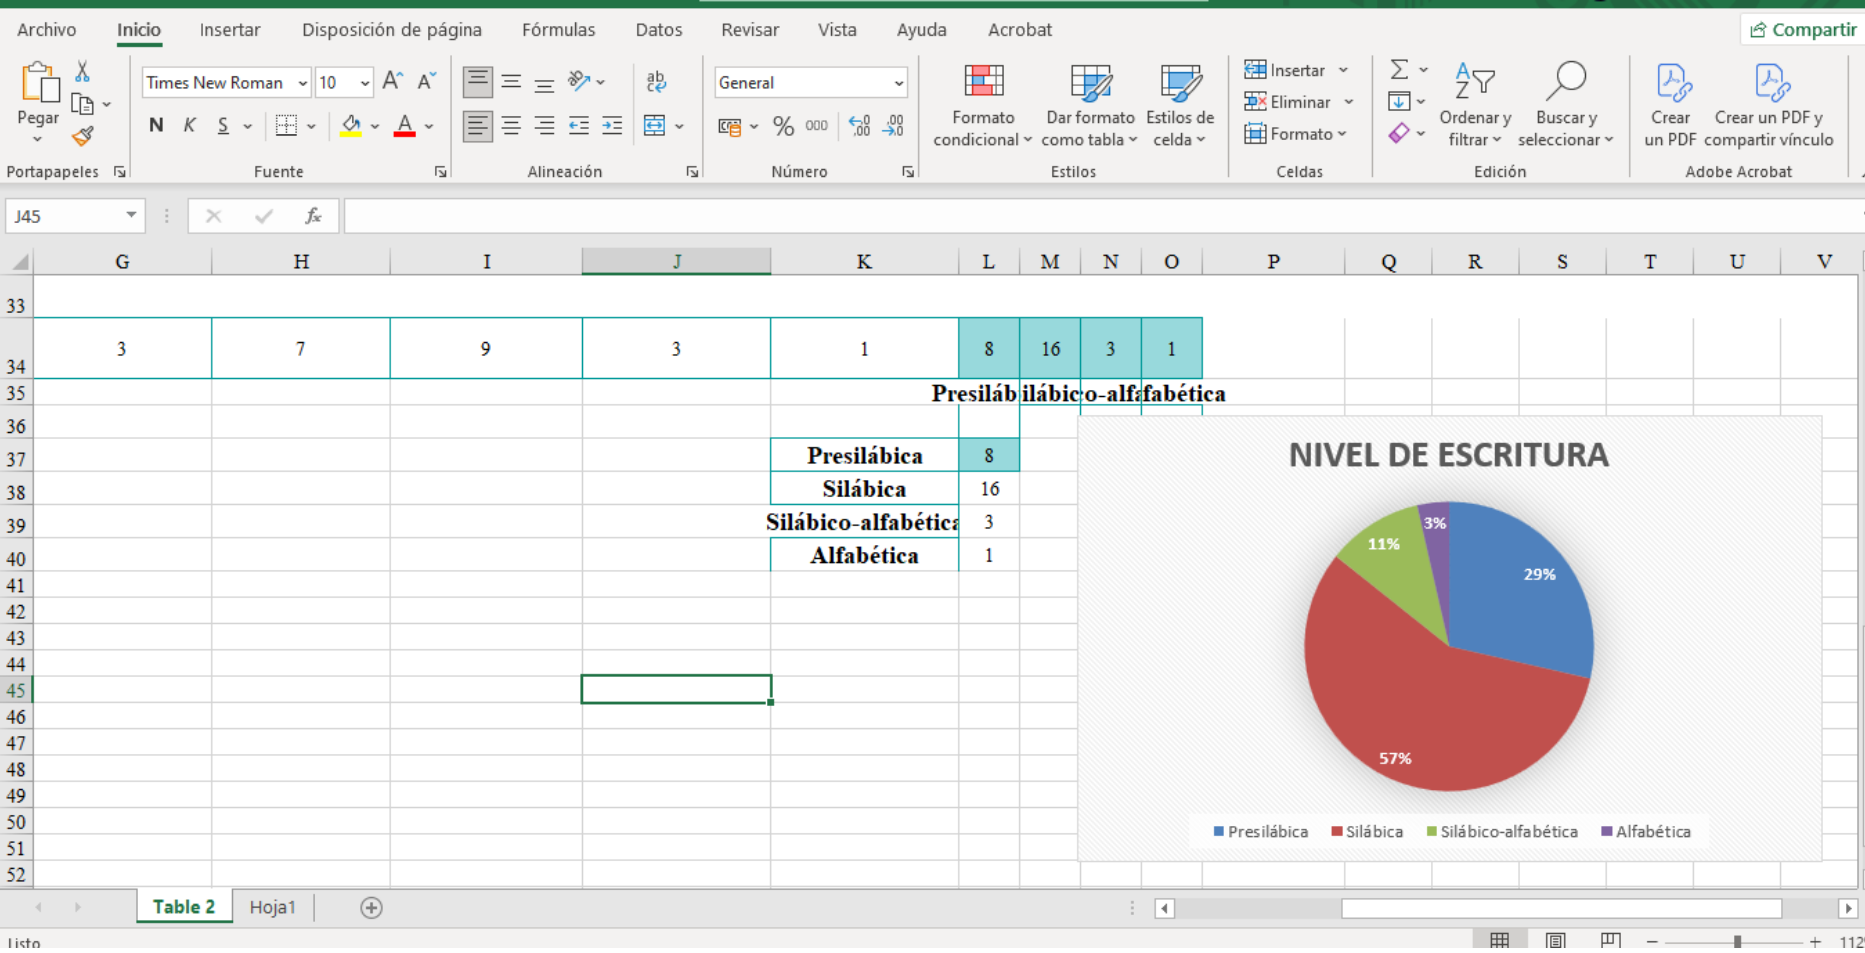 Archivo Inicio Insertar Disposición de página Fórmulas Datos Revisar Vista Ayuda Acrobat Compartir
Times New Roman 10 General
Pegar
N K S
Formato condicional
Dar formato como tabla
Estilos de celda
Insertar
Eliminar
Formato
Ordenar y filtrar
Buscar y seleccionar
Crear un PDF
Crear un PDF y compartir vínculo
Portapapeles Fuente Alineación Número Estilos Celdas Edición Adobe Acrobat
J45 fx
G H I J K L M N O P Q R S T U V
33
34 3 7 9 3 1 8 16 3 1
35 Presiláb ilábic o-alfa fabética
36
37 Presilábica 8
38 Silábica 16
39 Silábico-alfabética 3
40 Alfabética 1
41
42
43
44
45
46
47
48
49
50
51
52
NIVEL DE ESCRITURA
3%
11%
29%
57%
Presilábica Silábica Silábico-alfabética Alfabética
Table 2 Hoja1
Listo